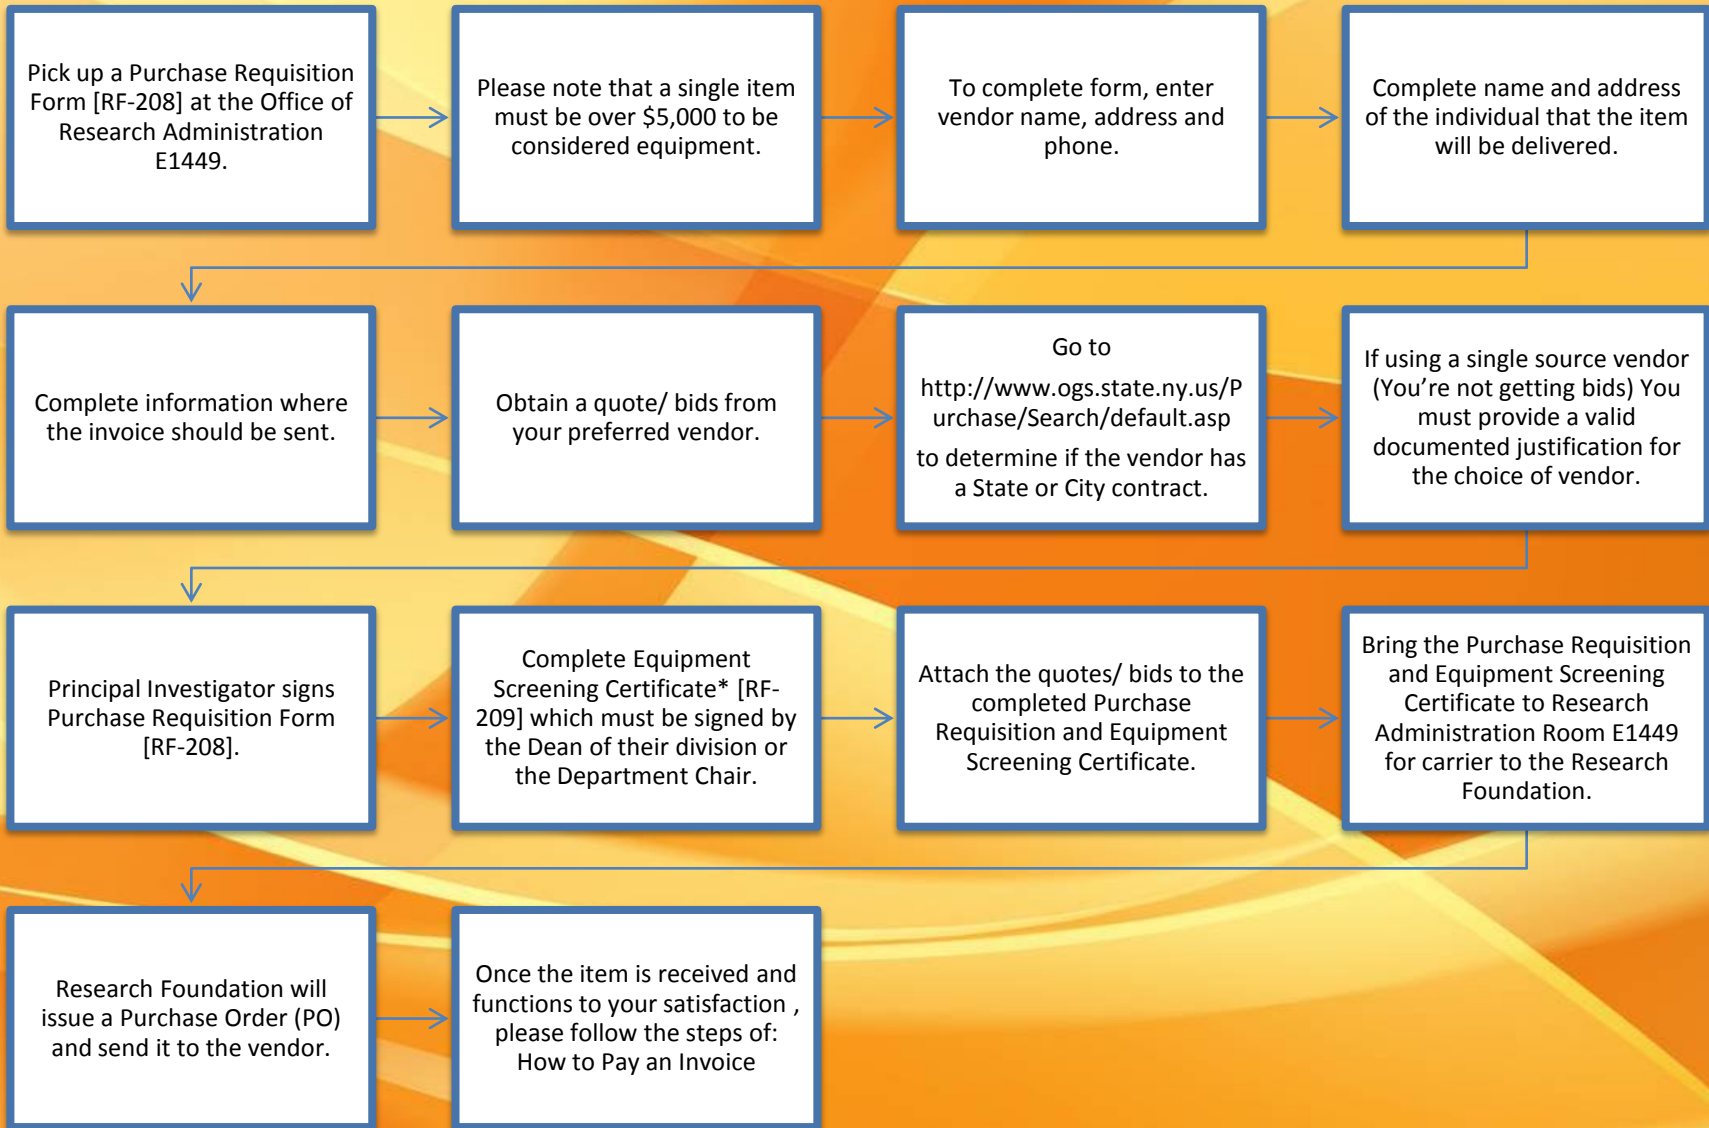 Pick up a Purchase Requisition
Form [RF-208] at the Office of
Research Administration
E1449.
Please note that a single item
must be over $5,000 to be
considered equipment.
To complete form, enter
vendor name, address and
phone.
Complete name and address
of the individual that the item
will be delivered.
Complete information where
the invoice should be sent.
Obtain a quote/ bids from
your preferred vendor.
Go to
http://www.ogs.state.ny.us/P
urchase/Search/default.asp
to determine if the vendor has
a State or City contract.
If using a single source vendor
(You’re not getting bids) You
must provide a valid
documented justification for
the choice of vendor.
Principal Investigator signs
Purchase Requisition Form
[RF-208].
Complete Equipment
Screening Certificate* [RF-
209] which must be signed by
the Dean of their division or
the Department Chair.
Attach the quotes/ bids to the
completed Purchase
Requisition and Equipment
Screening Certificate.
Bring the Purchase Requisition
and Equipment Screening
Certificate to Research
Administration Room E1449
for carrier to the Research
Foundation.
Research Foundation will
issue a Purchase Order (PO)
and send it to the vendor.
Once the item is received and
functions to your satisfaction ,
please follow the steps of:
How to Pay an Invoice